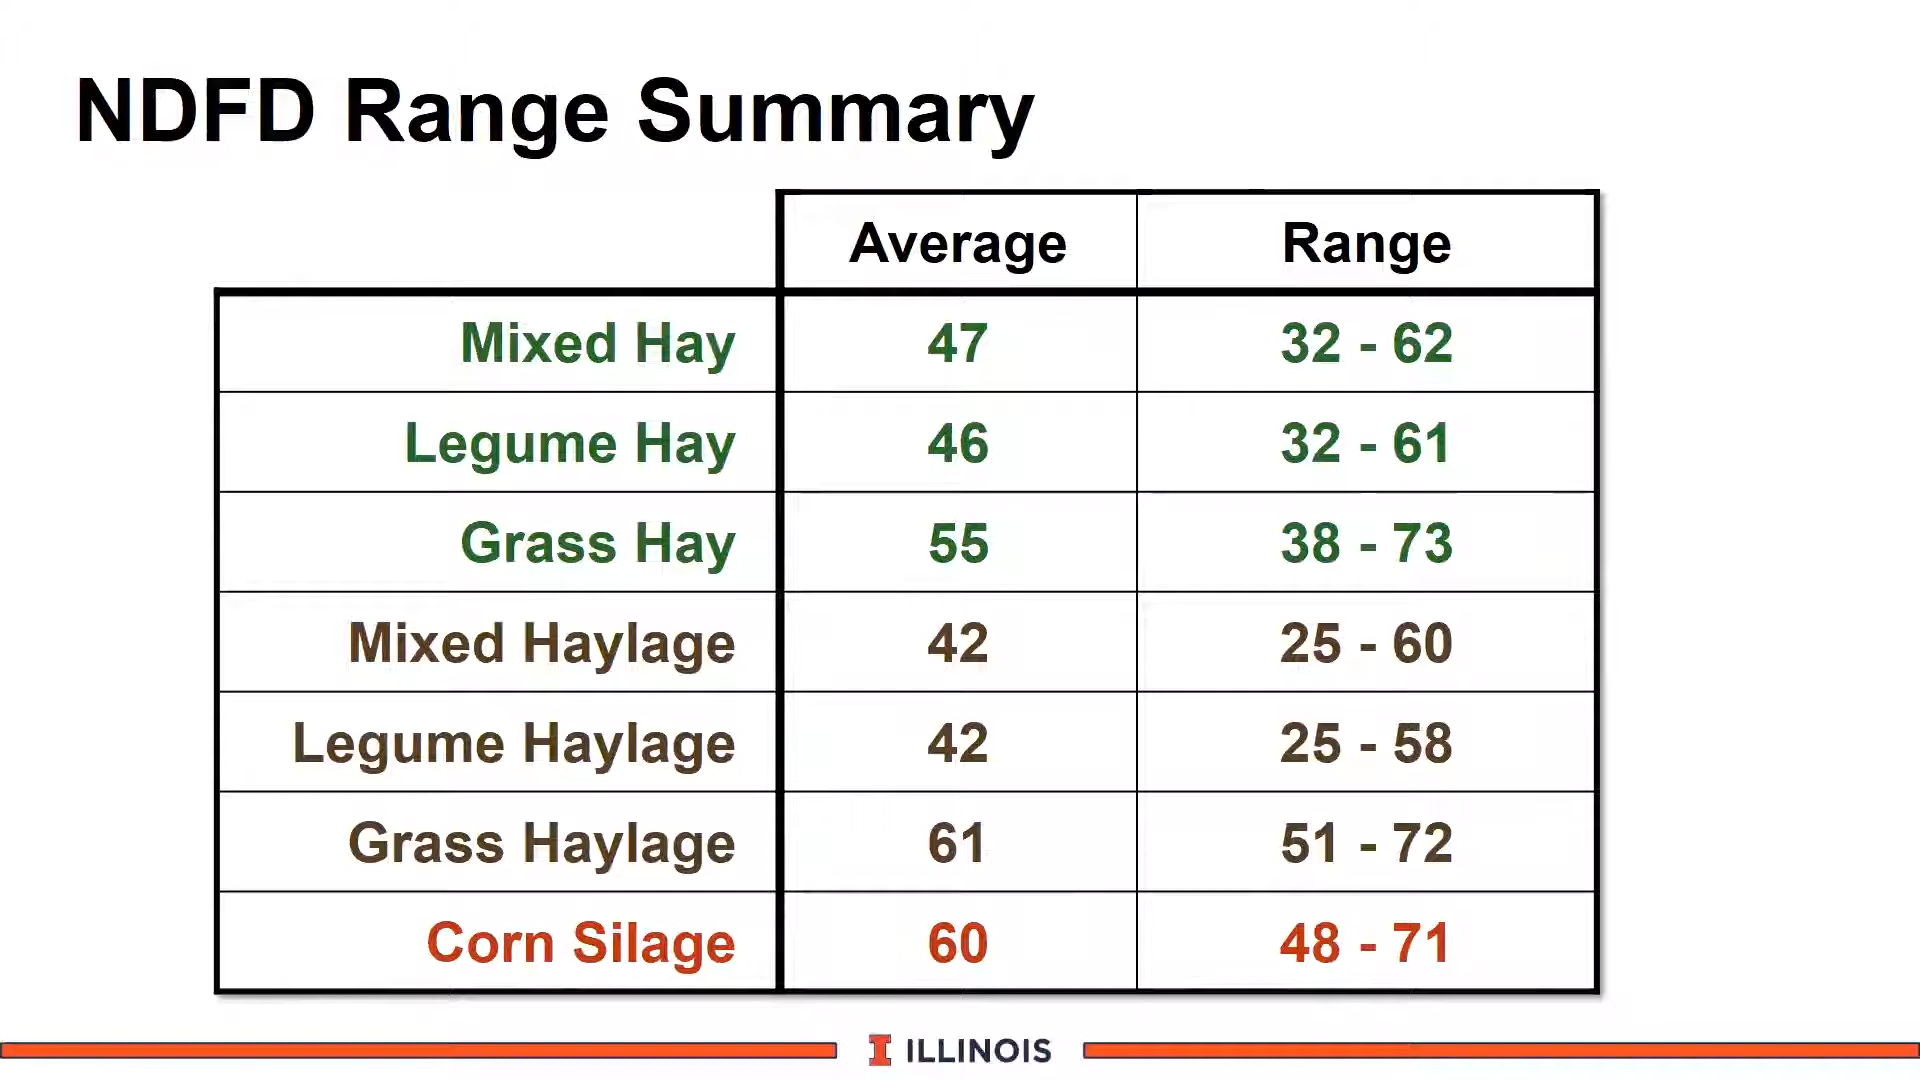 NDFD Range Summary
Average Range
Mixed Hay 47 32 - 62
Legume Hay 46 32 - 61
Grass Hay 55 38 - 73
Mixed Haylage 42 25 - 60
Legume Haylage 42 25 - 58
Grass Haylage 61 51 - 72
Corn Silage 60 48 - 71
I ILLINOIS